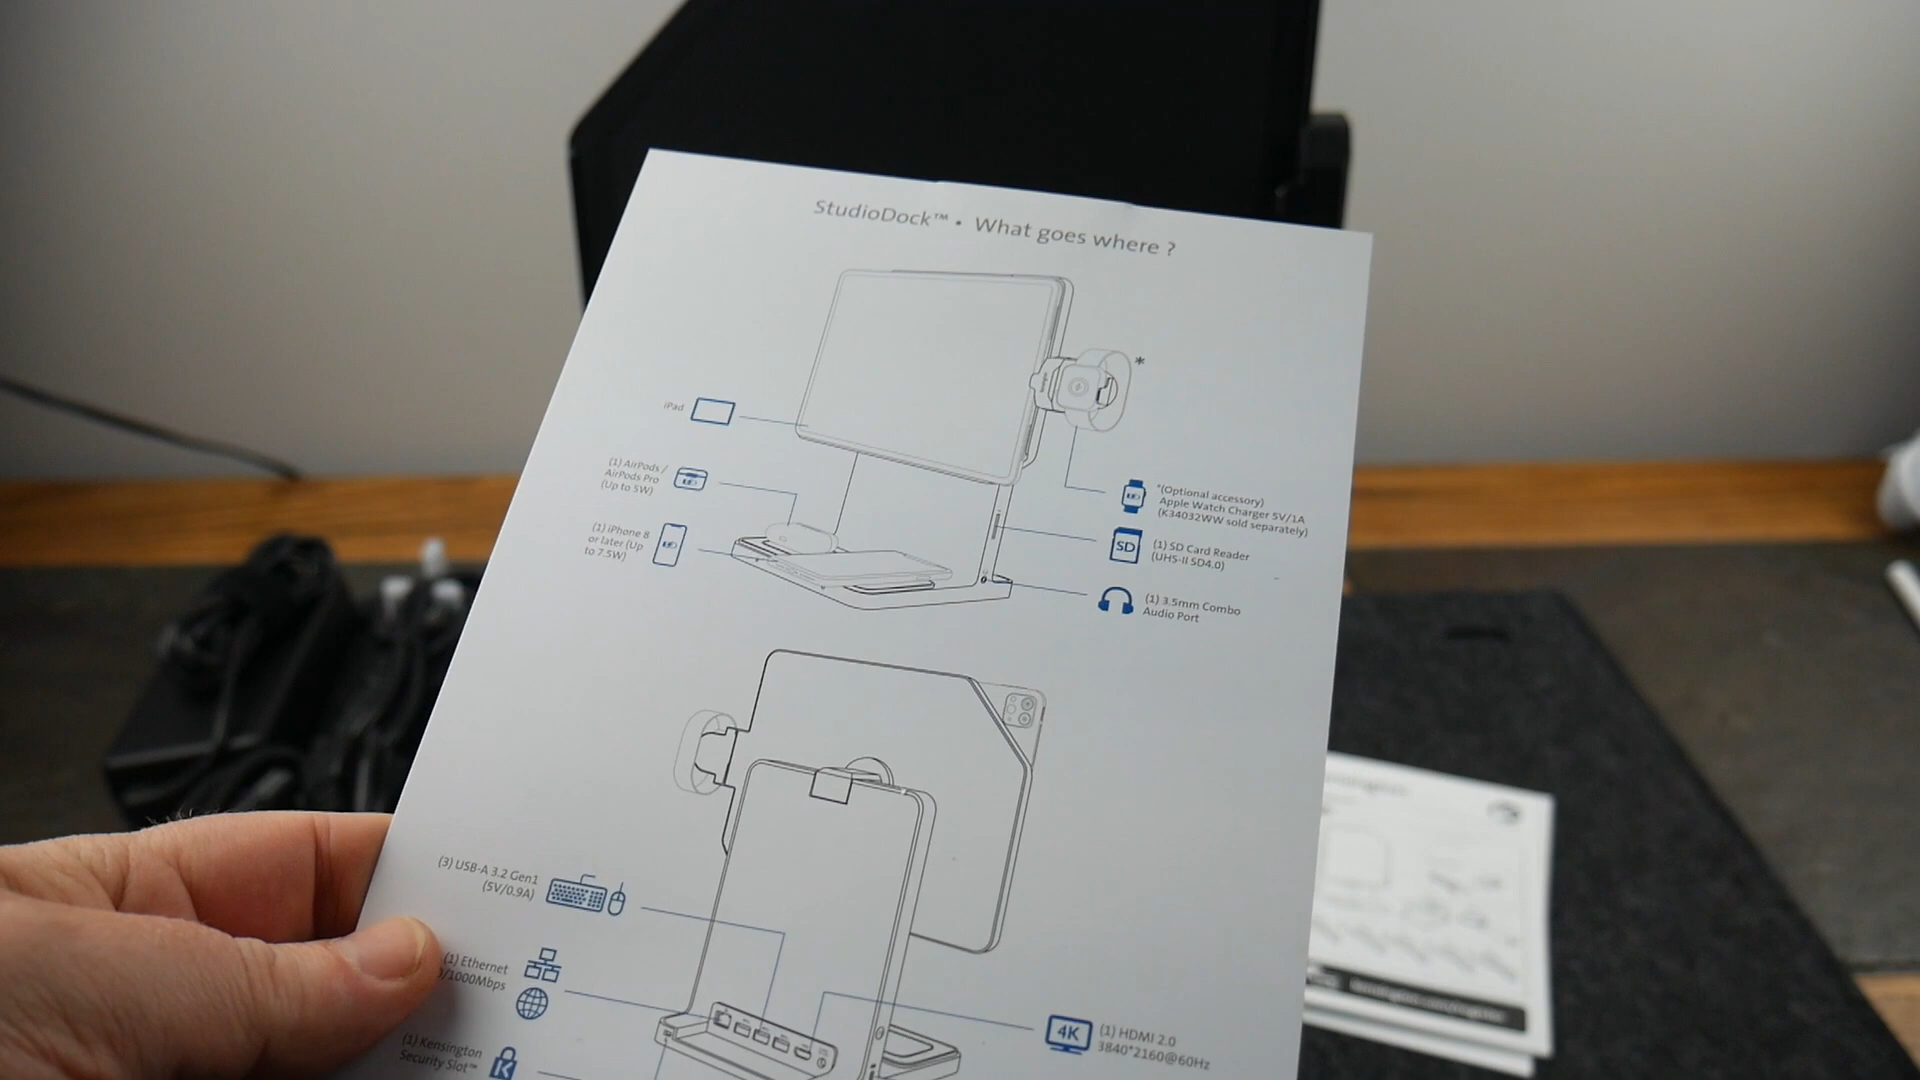 StudioDock™ • What goes where ?
*
iPad
(1) AirPods /
AirPods Pro
(Up to 5W)
(1) iPhone 8
or later (Up
to 7.5W)
*(Optional accessory)
Apple Watch Charger 5V/1A
(K34032WW sold separately)
SD
(1) SD Card Reader
(UHS-II SD4.0)
(1) 3.5mm Combo
Audio Port
(3) USB-A 3.2 Gen1
(5V/0.9A)
(1) Ethernet
0/1000Mbps
(1) Kensington
Security Slot™
K
4K
(1) HDMI 2.0
3840*2160@60Hz